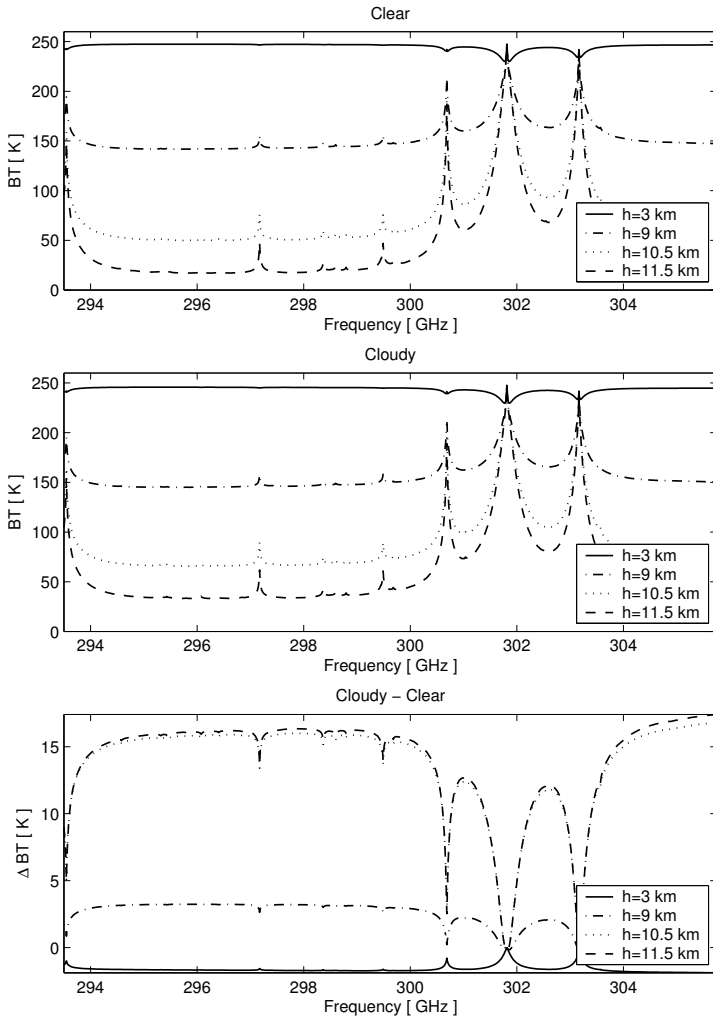 Clear
250
200
150
100
50
0
BT [ K ]
294 296 298 300 302 304
Frequency [ GHz ]
h=3 km
h=9 km
h=10.5 km
h=11.5 km
Cloudy
250
200
150
100
50
0
BT [ K ]
294 296 298 300 302 304
Frequency [ GHz ]
h=3 km
h=9 km
h=10.5 km
h=11.5 km
Cloudy − Clear
15
10
5
0
Δ BT [ K ]
294 296 298 300 302 304
Frequency [ GHz ]
h=3 km
h=9 km
h=10.5 km
h=11.5 km